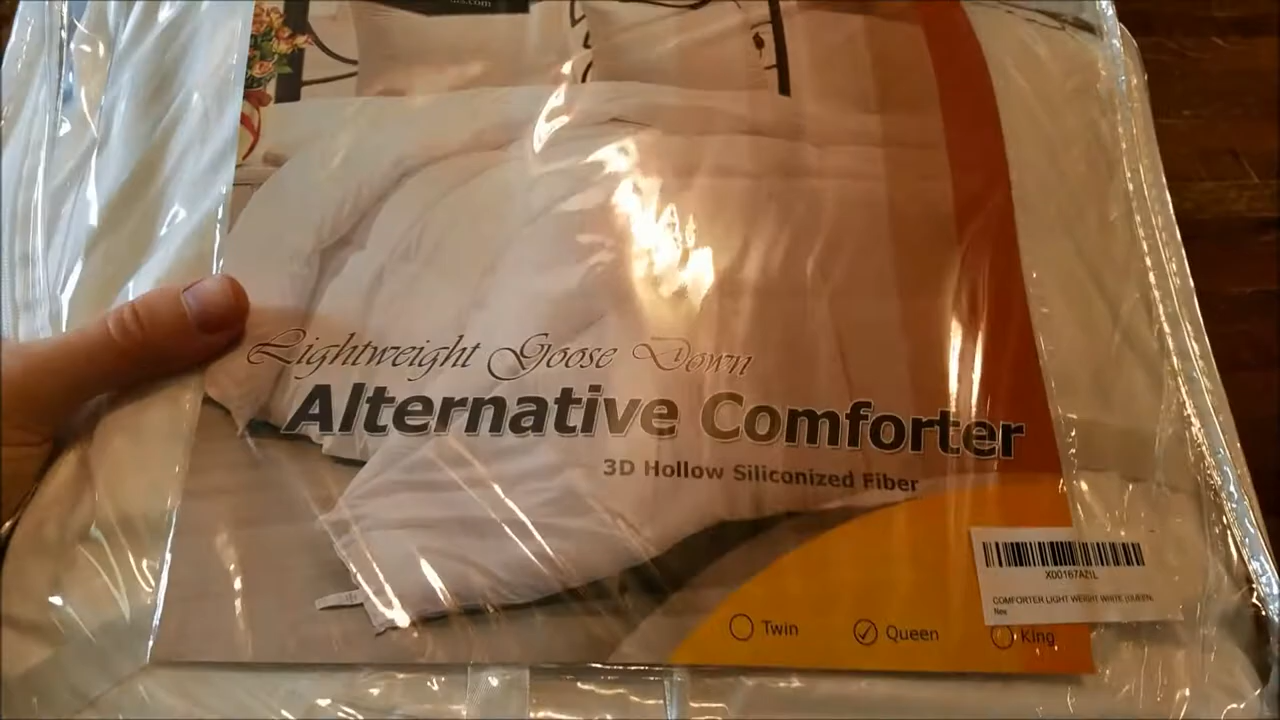 Lightweight Goose Down
Alternative Comforter
3D Hollow Siliconized Fiber
X00167AZ1L
COMFORTER LIGHT WEIGHT WHITE (QUEEN)
New
Twin
Queen
King